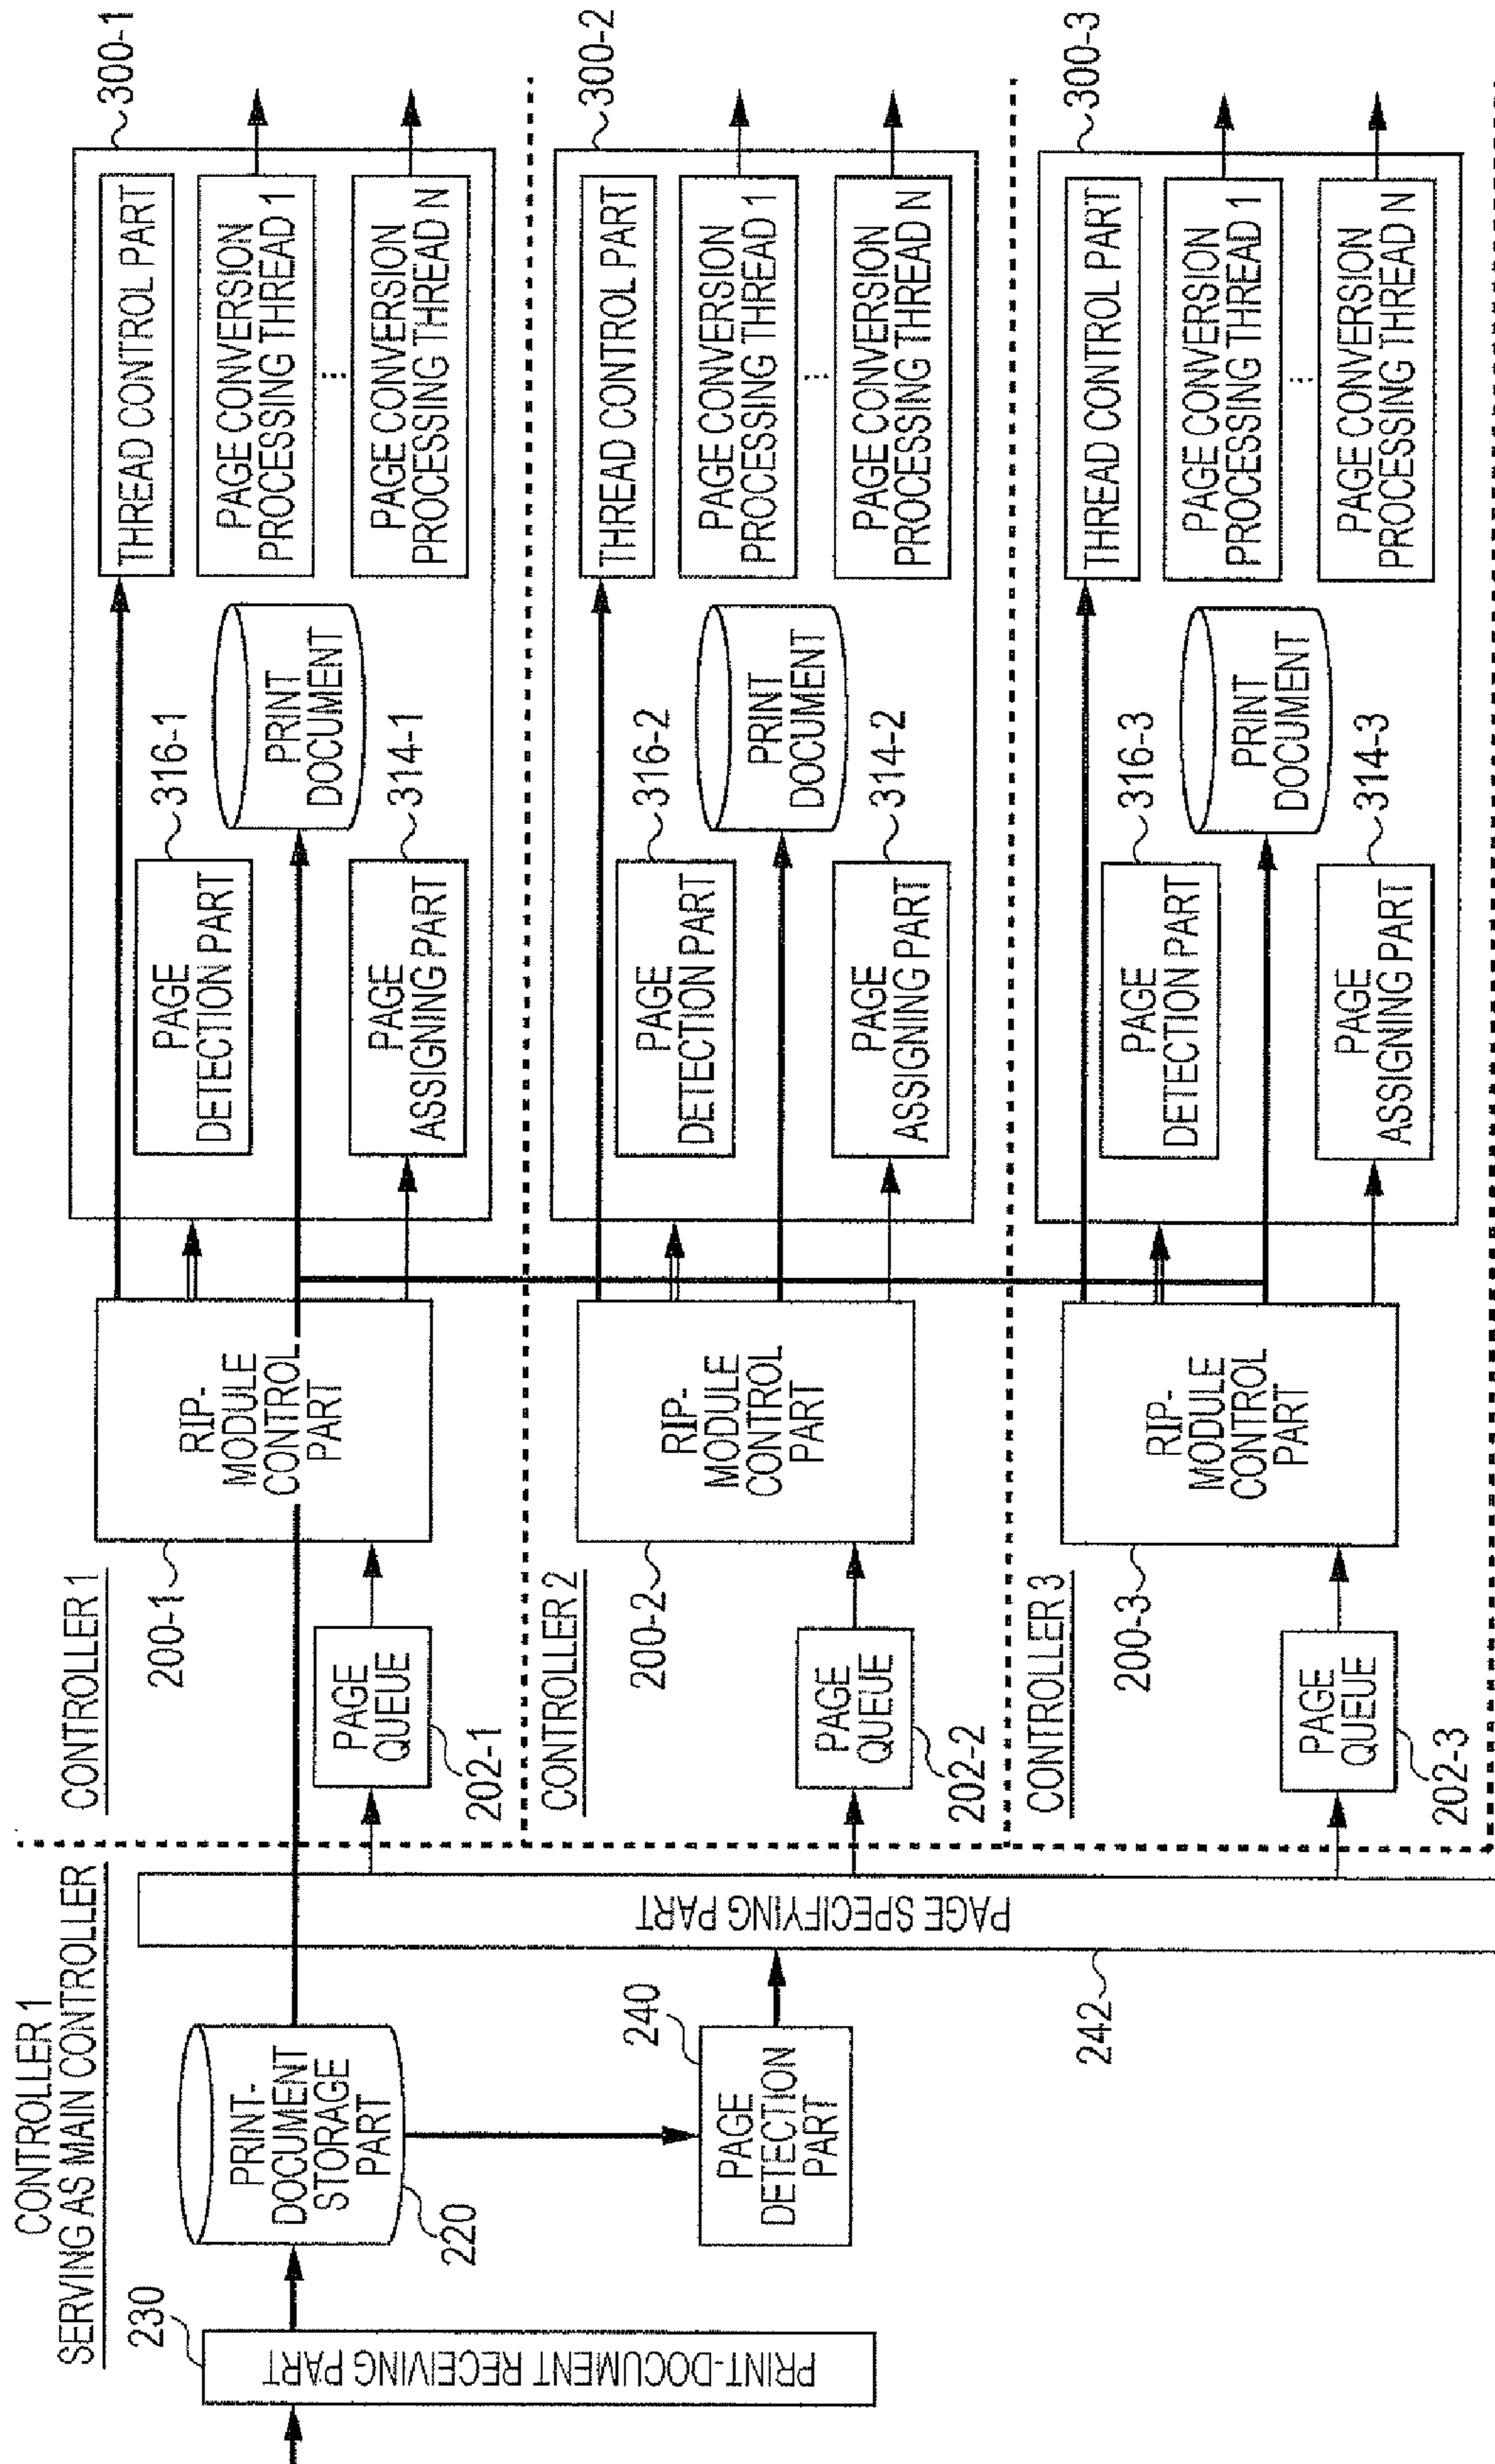 CONTROLLER 1
SERVING AS MAIN CONTROLLER
230
PRINT-DOCUMENT RECEIVING PART
PRINT-
DOCUMENT
STORAGE
PART
220
240
PAGE
DETECTION
PART
PAGE SPECIFYING PART
242
CONTROLLER 1
200-1
RIP-
MODULE
CONTROL
PART
PAGE
QUEUE
202-1
300-1
THREAD CONTROL PART
316-1
PAGE
DETECTION PART
PRINT
DOCUMENT
PAGE CONVERSION
PROCESSING THREAD 1
...
314-1
PAGE
ASSIGNING PART
PAGE CONVERSION
PROCESSING THREAD N
CONTROLLER 2
200-2
RIP-
MODULE
CONTROL
PART
PAGE
QUEUE
202-2
300-2
THREAD CONTROL PART
316-2
PAGE
DETECTION PART
PRINT
DOCUMENT
PAGE CONVERSION
PROCESSING THREAD 1
...
314-2
PAGE
ASSIGNING PART
PAGE CONVERSION
PROCESSING THREAD N
CONTROLLER 3
200-3
RIP-
MODULE
CONTROL
PART
PAGE
QUEUE
202-3
300-3
THREAD CONTROL PART
316-3
PAGE
DETECTION PART
PRINT
DOCUMENT
PAGE CONVERSION
PROCESSING THREAD 1
...
314-3
PAGE
ASSIGNING PART
PAGE CONVERSION
PROCESSING THREAD N